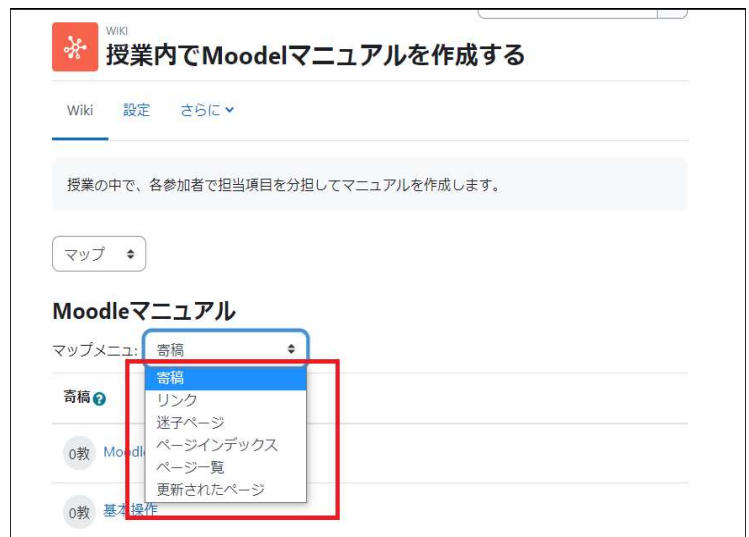 WIKI
授業内でMoodelマニュアルを作成する
Wiki 設定 さらに
授業の中で、各参加者で担当項目を分担してマニュアルを作成します。
マップ
Moodleマニュアル
マップメニュ: 寄稿
寄稿
リンク
迷子ページ
ページインデックス
ページ一覧
更新されたページ
寄稿
0教
0教 基本操作